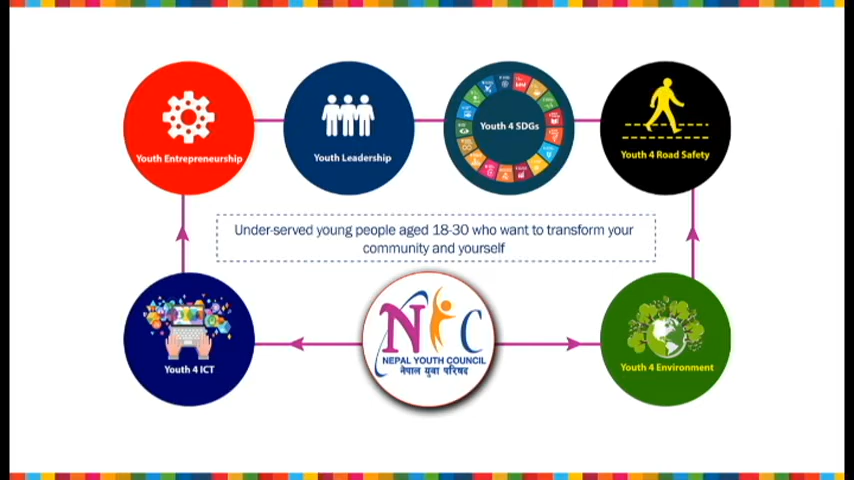 Youth Entrepreneurship
Youth Leadership
Youth 4 SDGs
Youth 4 Road Safety
Under-served young people aged 18-30 who want to transform your
community and yourself
Youth 4 ICT
NYC
NEPAL YOUTH COUNCIL
नेपाल युवा परिषद
Youth 4 Environment